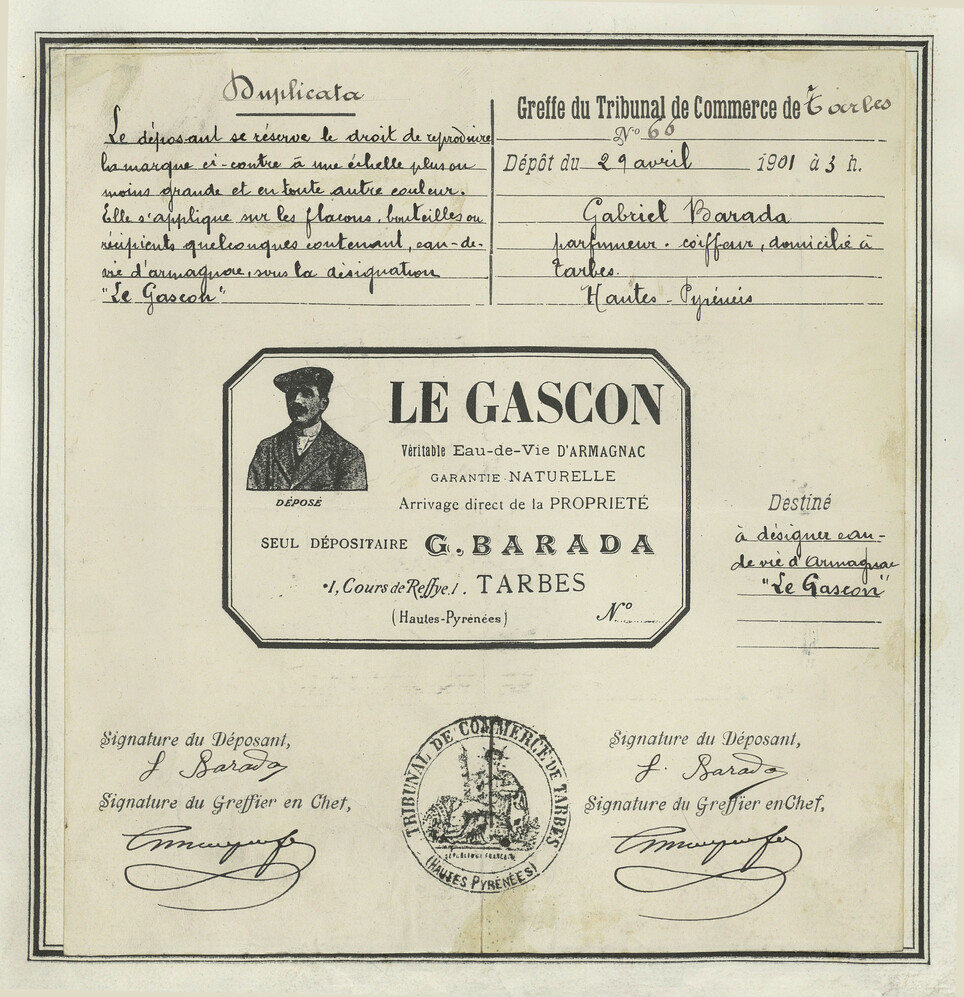 Duplicata
Le déposant se réserve le droit de reproduire
la marque ci-contre à une échelle plus ou
moins grande et en toute autre couleur.
Elle s'applique sur les flacons, bouteilles ou
récipients quelconques contenant, eau-de-
vie d'armagnac, sous la désignation
"Le Gascon"
Greffe du Tribunal de Commerce de Tarbes
N° 66
Dépôt du 29 avril 1901 à 3 h.
Gabriel Barada
parfumeur. coiffeur, domicilié à
Tarbes.
Hautes-Pyrénéis
LE GASCON
Véritable Eau-de-Vie D'ARMAGNAC
GARANTIE NATURELLE
Arrivage direct de la PROPRIETÉ
DÉPOSÉ
SEUL DÉPOSITAIRE G. BARADA
1, Cours de Reffye, 1. TARBES
(Hautes-Pyrénées) N°
Destiné
à désigner eau-
de vie d'Armagnac
"Le Gascon"
Signature du Déposant,
Barada
Signature du Greffier en Chef,
TRIBUNAL DE COMMERCE DE TARBES
RÉPUBLIQUE FRANÇAISE
(HAUTES PYRÉNÉES)
Signature du Déposant,
Barada
Signature du Greffier en Chef,